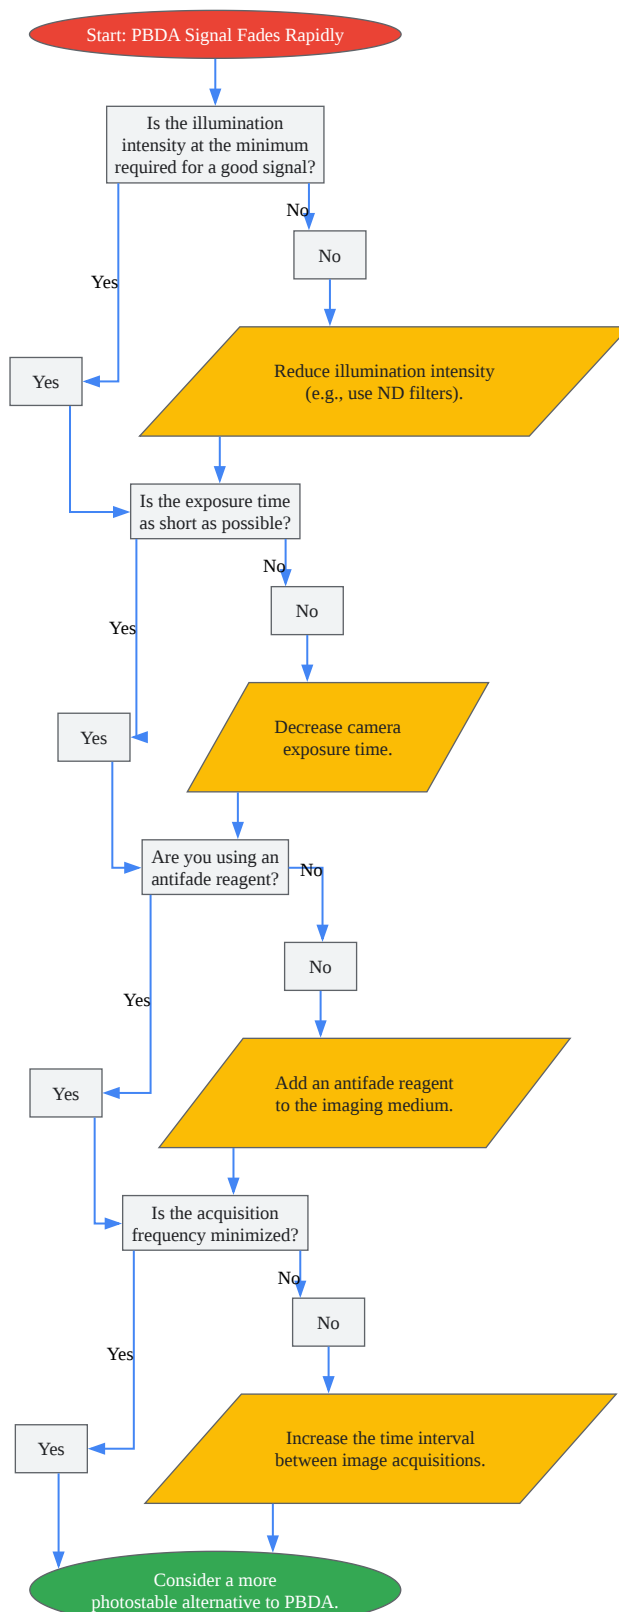 Start: PBDA Signal Fades Rapidly
Is the illumination
intensity at the minimum
required for a good signal?
No
No
Yes
Reduce illumination intensity
(e.g., use ND filters).
Yes
Is the exposure time
as short as possible?
No
No
Yes
Decrease camera
exposure time.
Yes
Are you using an
antifade reagent?
No
No
Yes
Add an antifade reagent
to the imaging medium.
Yes
Is the acquisition
frequency minimized?
No
No
Yes
Increase the time interval
between image acquisitions.
Yes
Consider a more
photostable alternative to PBDA.